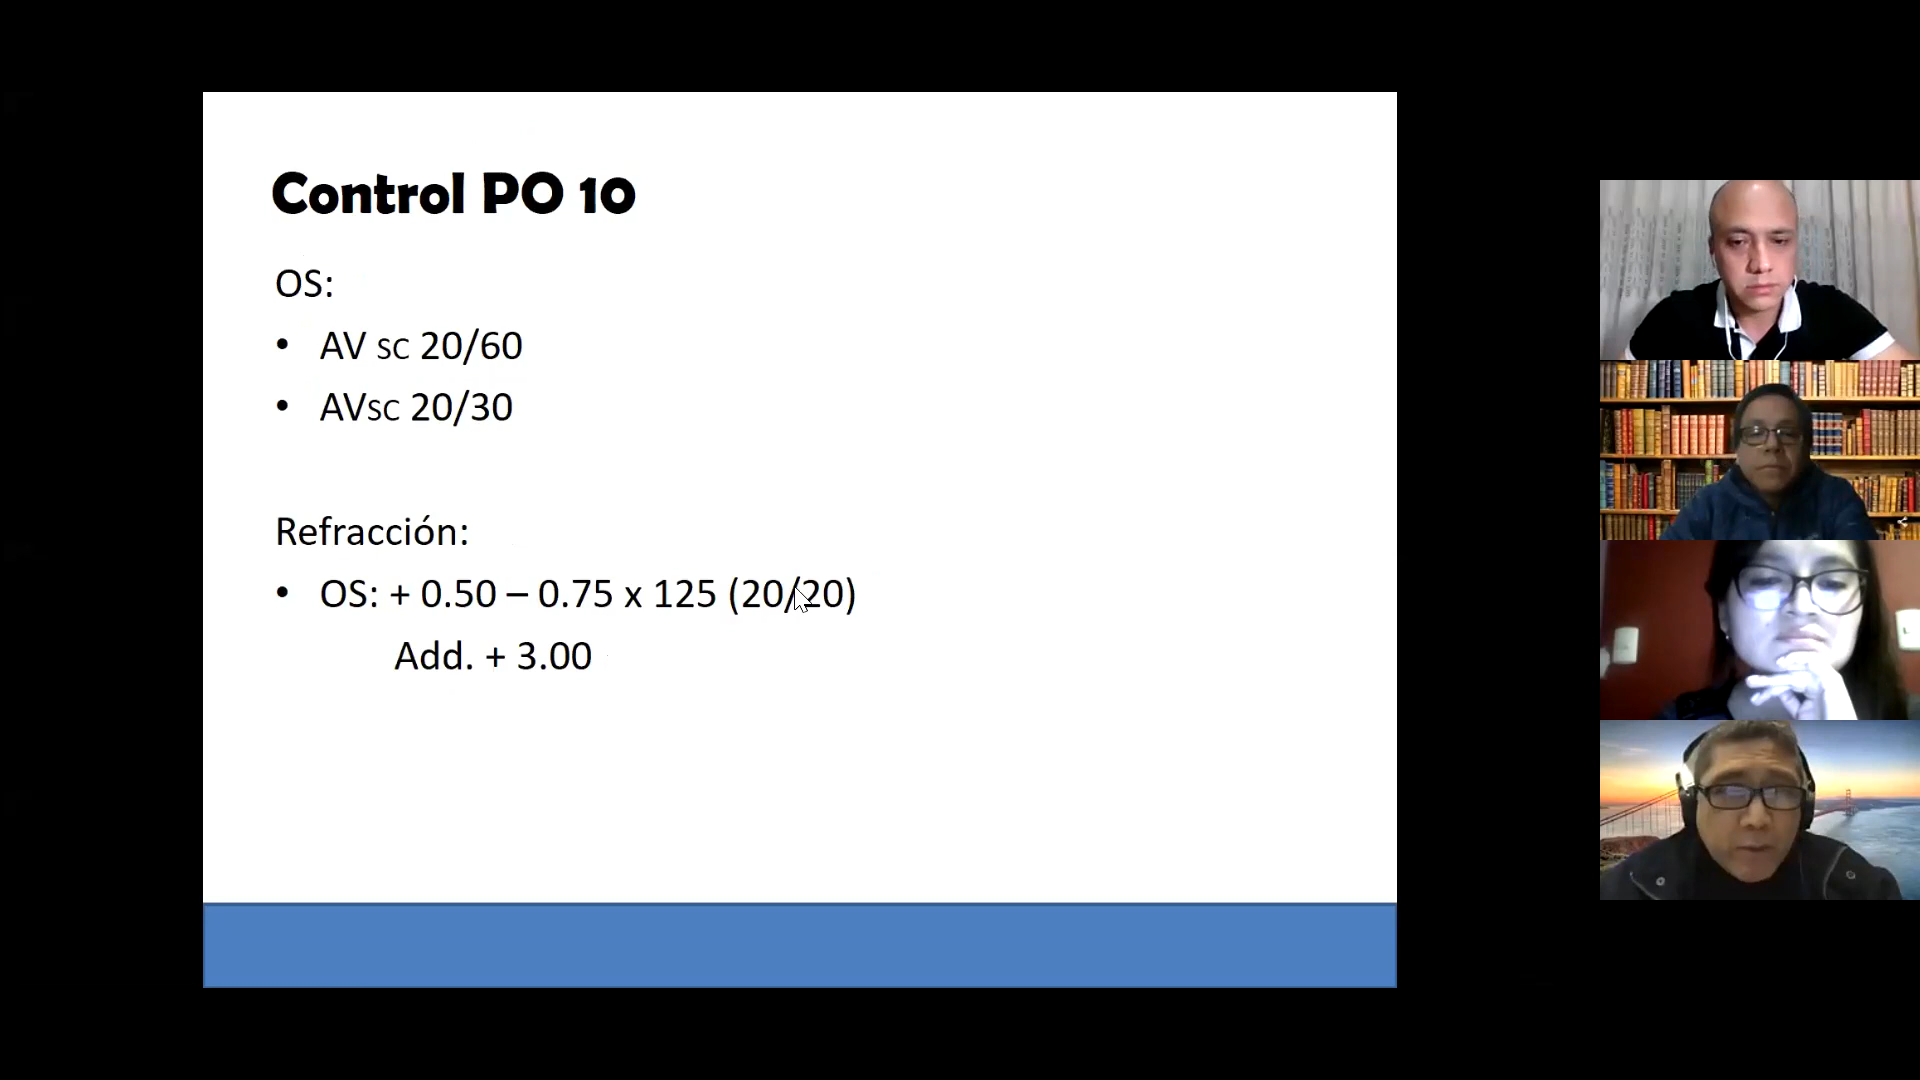 Control PO 10
OS:
• AV sc 20/60
• AVsc 20/30
Refracción:
• OS: + 0.50 – 0.75 x 125 (20/20)
Add. + 3.00